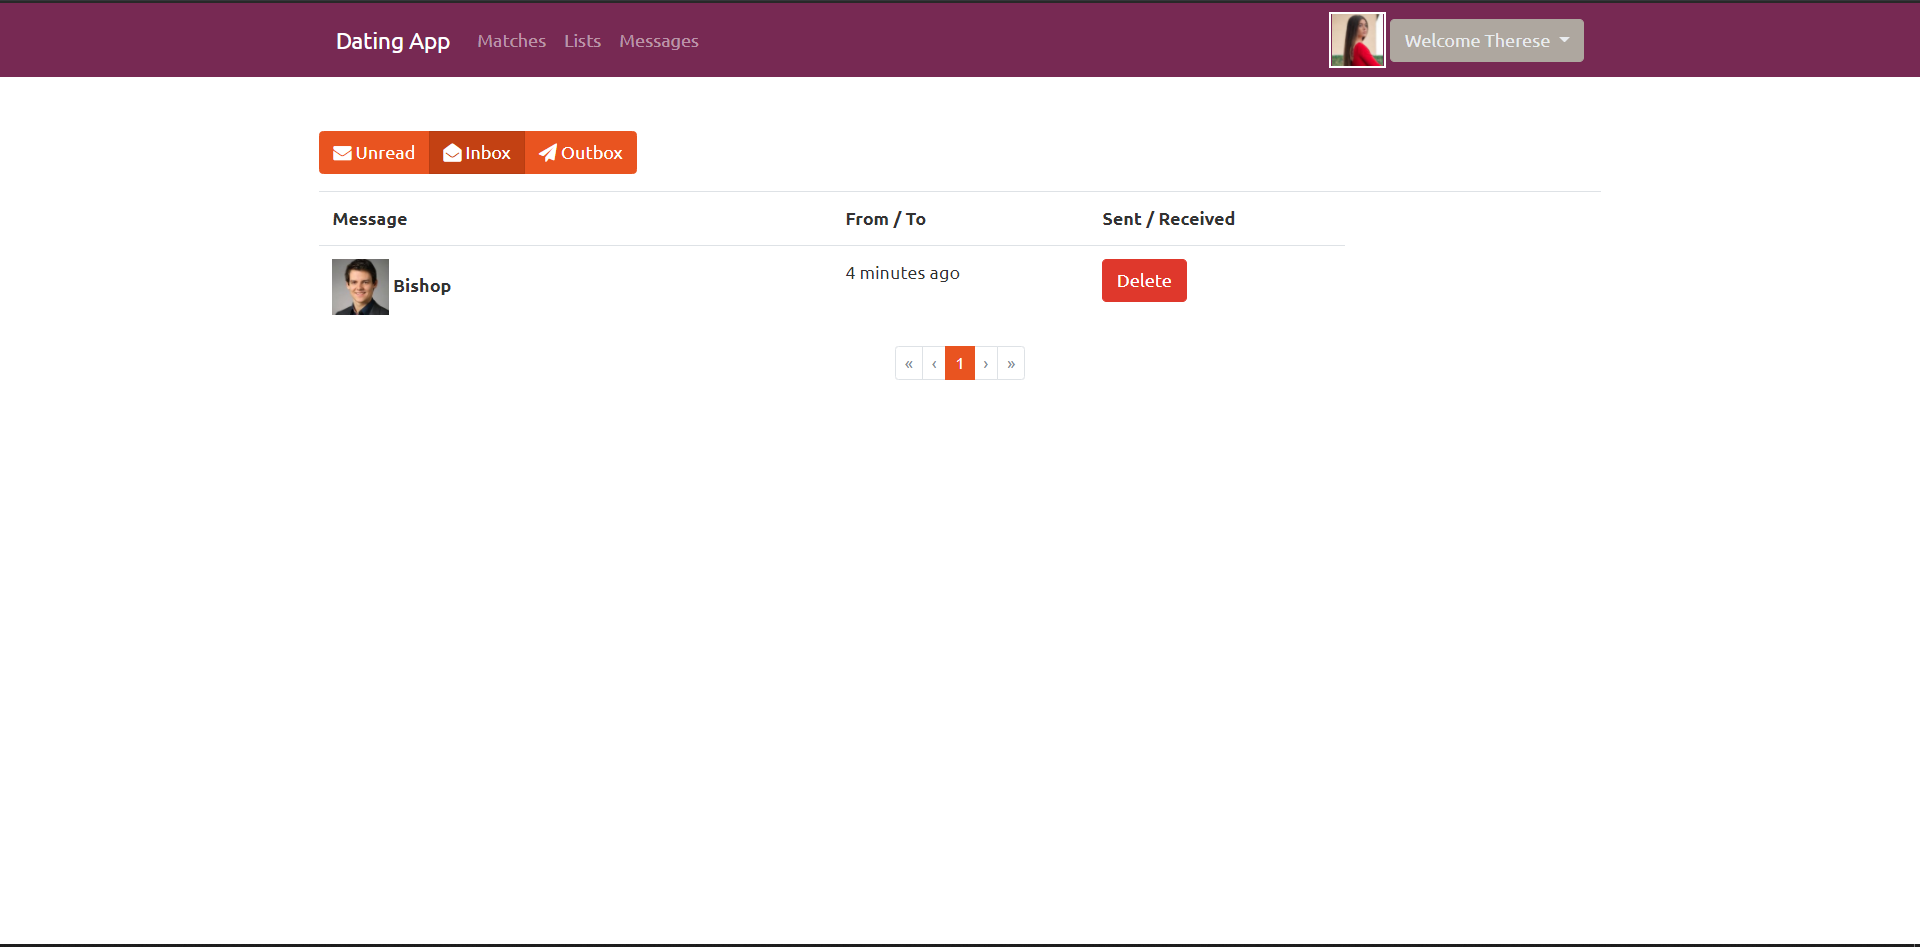 Dating App Matches Lists Messages Welcome Therese
Unread Inbox Outbox
Message From / To Sent / Received
Bishop 4 minutes ago Delete
« ‹ 1 › »